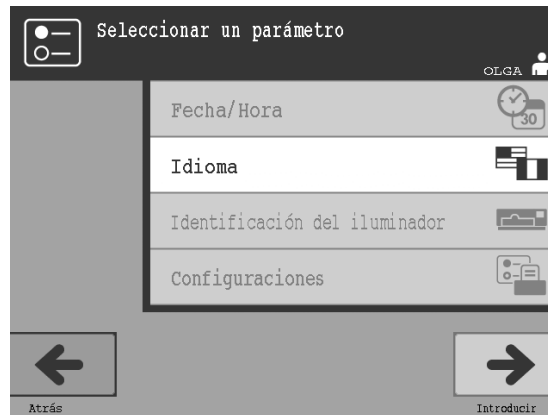 Seleccionar un parámetro
OLGA
Fecha/Hora
30
Idioma
Identificación del iluminador
Configuraciones
Atrás
Introducir